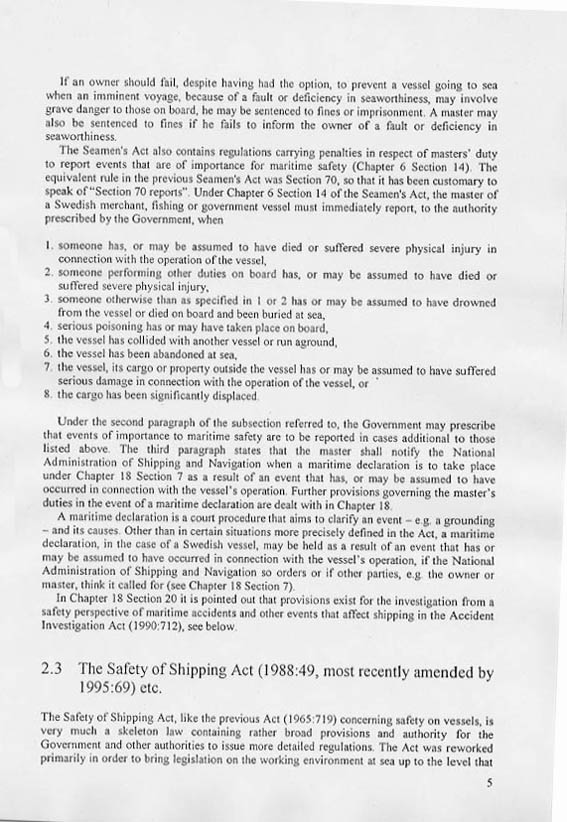 If an owner should fail, despite having had the option, to prevent a vessel going to sea
when an imminent voyage, because of a fault or deficiency in seaworthiness, may involve
grave danger to those on board, he may be sentenced to fines or imprisonment. A master may
also be sentenced to fines if he fails to inform the owner of a fault or deficiency in
seaworthiness.
The Seamen's Act also contains regulations carrying penalties in respect of masters' duty
to report events that are of importance for maritime safety (Chapter 6 Section 14). The
equivalent rule in the previous Seamen's Act was Section 70, so that it has been customary to
speak of "Section 70 reports". Under Chapter 6 Section 14 of the Seamen's Act, the master of
a Swedish merchant, fishing or government vessel must immediately report, to the authority
prescribed by the Government, when
1. someone has, or may be assumed to have died or suffered severe physical injury in
connection with the operation of the vessel,
2. someone performing other duties on board has, or may be assumed to have died or
suffered severe physical injury,
3. someone otherwise than as specified in 1 or 2 has or may be assumed to have drowned
from the vessel or died on board and been buried at sea,
4. serious poisoning has or may have taken place on board,
5. the vessel has collided with another vessel or run aground,
6. the vessel has been abandoned at sea,
7. the vessel, its cargo or property outside the vessel has or may be assumed to have suffered
serious damage in connection with the operation of the vessel, or
8. the cargo has been significantly displaced.
Under the second paragraph of the subsection referred to, the Government may prescribe
that events of importance to maritime safety are to be reported in cases additional to those
listed above. The third paragraph states that the master shall notify the National
Administration of Shipping and Navigation when a maritime declaration is to take place
under Chapter 18 Section 7 as a result of an event that has, or may be assumed to have
occurred in connection with the vessel's operation. Further provisions governing the master's
duties in the event of a maritime declaration are dealt with in Chapter 18.
A maritime declaration is a court procedure that aims to clarify an event – e.g. a grounding
– and its causes. Other than in certain situations more precisely defined in the Act, a maritime
declaration, in the case of a Swedish vessel, may be held as a result of an event that has or
may be assumed to have occurred in connection with the vessel's operation, if the National
Administration of Shipping and Navigation so orders or if other parties, e.g. the owner or
master, think it called for (see Chapter 18 Section 7).
In Chapter 18 Section 20 it is pointed out that provisions exist for the investigation from a
safety perspective of maritime accidents and other events that affect shipping in the Accident
Investigation Act (1990:712), see below.
2.3 The Safety of Shipping Act (1988:49, most recently amended by
1995:69) etc.
The Safety of Shipping Act, like the previous Act (1965:719) concerning safety on vessels, is
very much a skeleton law containing rather broad provisions and authority for the
Government and other authorities to issue more detailed regulations. The Act was reworked
primarily in order to bring legislation on the working environment at sea up to the level that
5